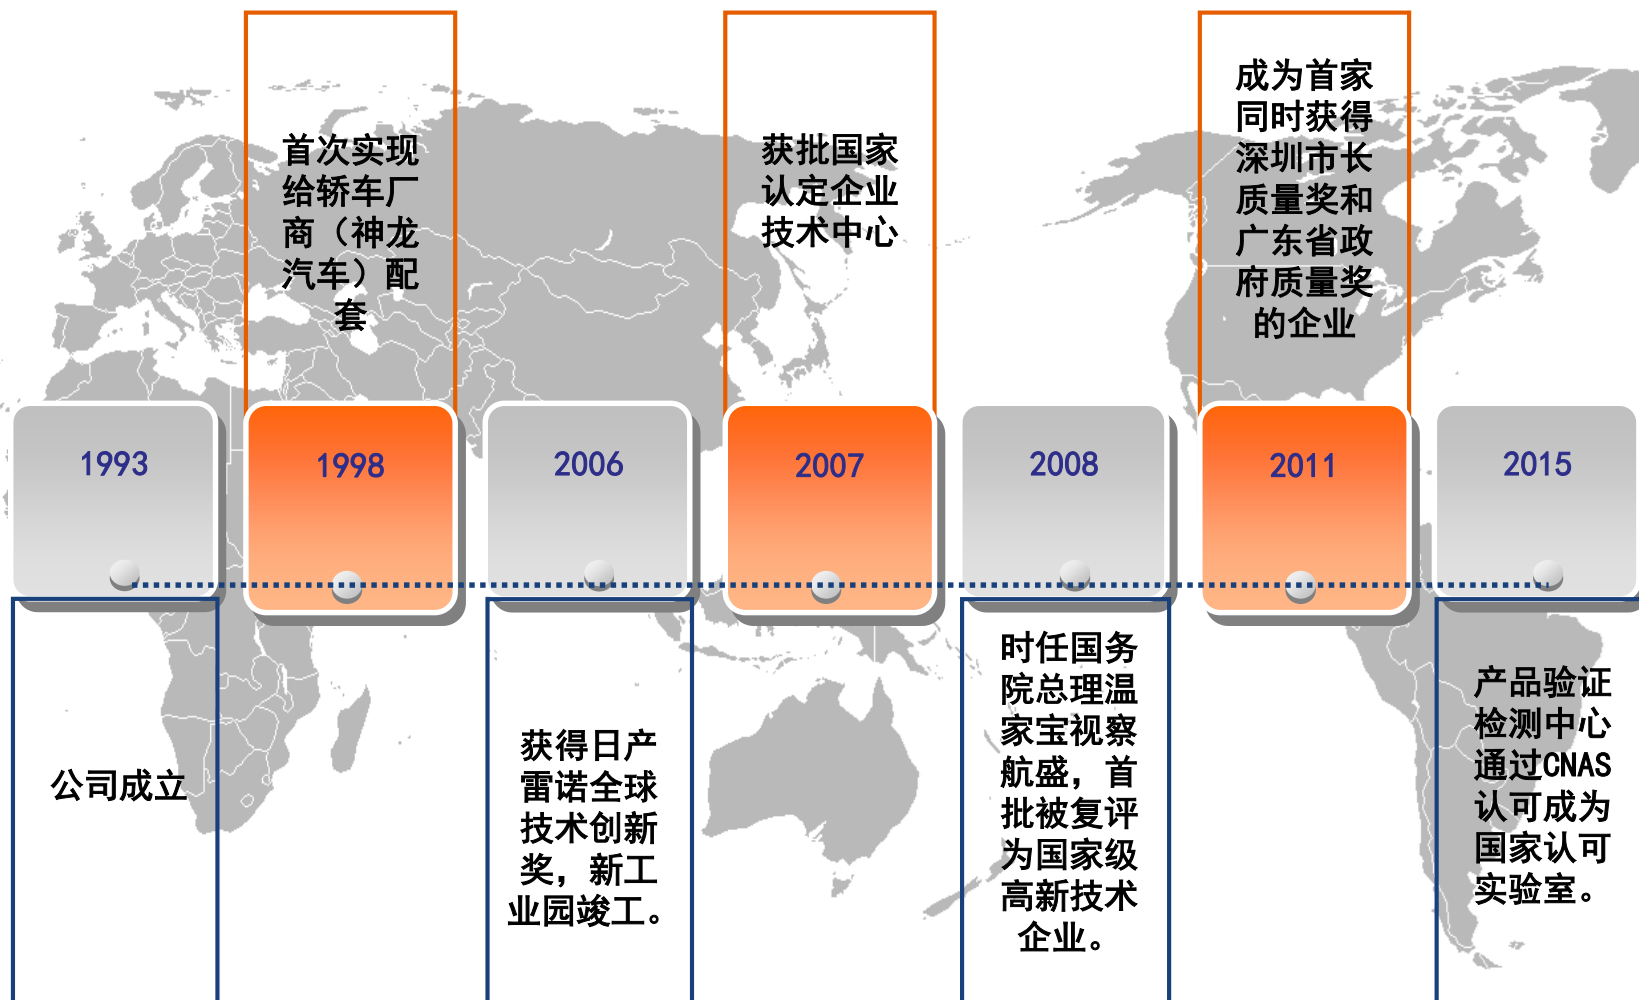 首次实现
给轿车厂
商（神龙
汽车）配
套
获批国家
认定企业
技术中心
成为首家
同时获得
深圳市长
质量奖和
广东省政
府质量奖
的企业
1993
1998
2006
2007
2008
2011
2015
公司成立
获得日产
雷诺全球
技术创新
奖，新工
业园竣工。
时任国务
院总理温
家宝视察
航盛，首
批被复评
为国家级
高新技术
企业。
产品验证
检测中心
通过CNAS
认可成为
国家认可
实验室。